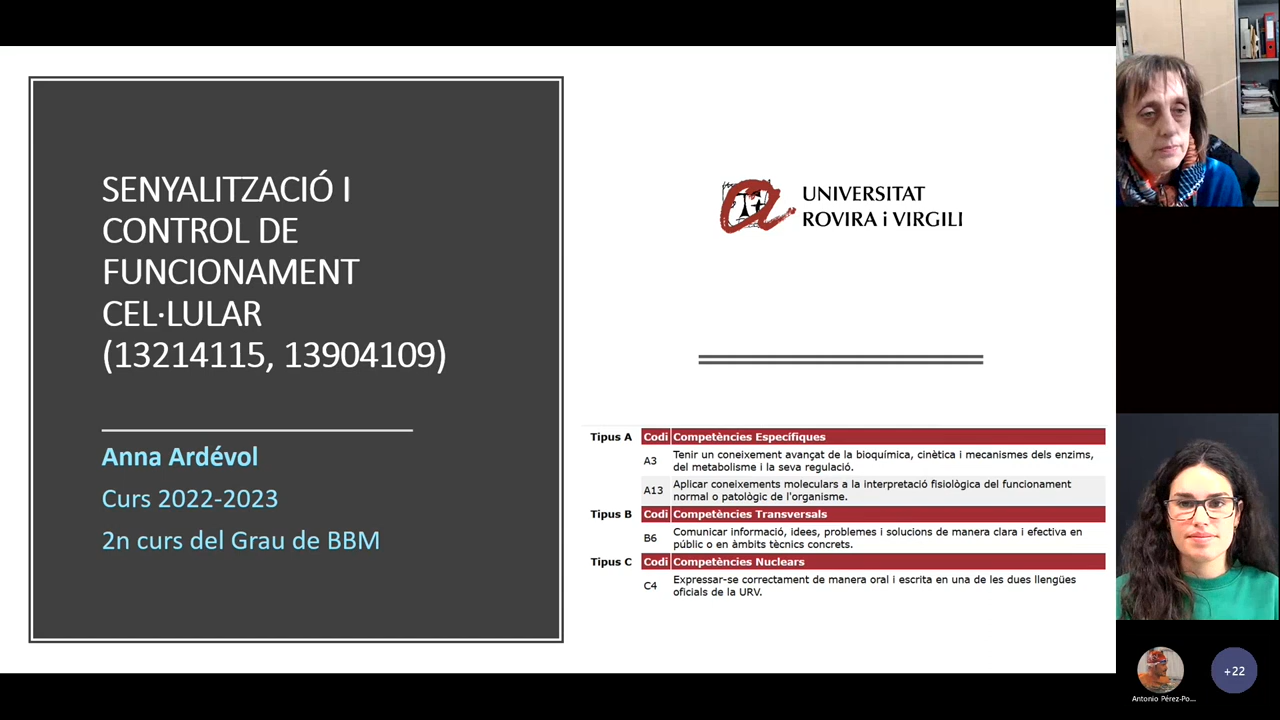 SENYALITZACIÓ I
CONTROL DE
FUNCIONAMENT
CEL·LULAR
(13214115, 13904109)
Anna Ardévol
Curs 2022-2023
2n curs del Grau de BBM
UNIVERSITAT
ROVIRA i VIRGILI
Tipus A Codi Competències Específiques
A3 Tenir un coneixement avançat de la bioquímica, cinètica i mecanismes dels enzims,
del metabolisme i la seva regulació.
A13 Aplicar coneixements moleculars a la interpretació fisiològica del funcionament
normal o patològic de l'organisme.
Tipus B Codi Competències Transversals
B6 Comunicar informació, idees, problemes i solucions de manera clara i efectiva en
públic o en àmbits tècnics concrets.
Tipus C Codi Competències Nuclears
C4 Expressar-se correctament de manera oral i escrita en una de les dues llengües
oficials de la URV.
Antonio Pérez-Po...
+22